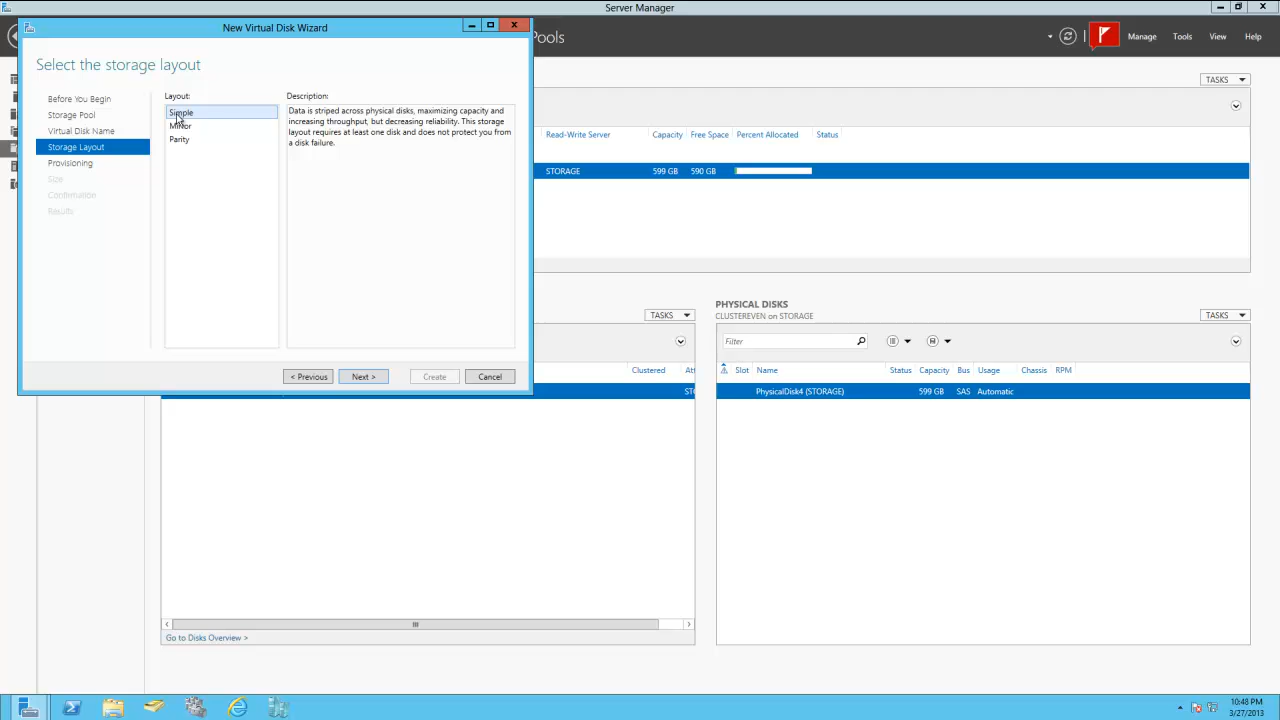 Server Manager
New Virtual Disk Wizard
Pools
Manage
Tools
View
Help
Select the storage layout
Before You Begin
Storage Pool
Virtual Disk Name
Storage Layout
Provisioning
Size
Confirmation
Results
Layout:
Simple
Mirror
Parity
Description:
Data is striped across physical disks, maximizing capacity and
increasing throughput, but decreasing reliability. This storage
layout requires at least one disk and does not protect you from
a disk failure.
< Previous
Next >
Create
Cancel
TASKS
Read-Write Server
Capacity
Free Space
Percent Allocated
Status
STORAGE
599 GB
590 GB
TASKS
Clustered
Go to Disks Overview >
PHYSICAL DISKS
CLUSTEREVEN on STORAGE
TASKS
Filter
Slot
Name
Status
Capacity
Bus
Usage
Chassis
RPM
PhysicalDisk4 (STORAGE)
599 GB
SAS
Automatic
10:48 PM
3/27/2013